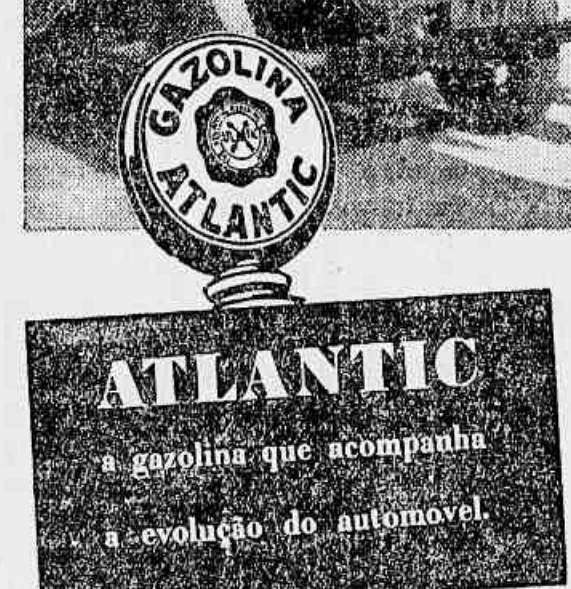 GAZOLINA
ATLANTIC
ATLANTIC
a gazolina que acompanha
a evolução do automovel.